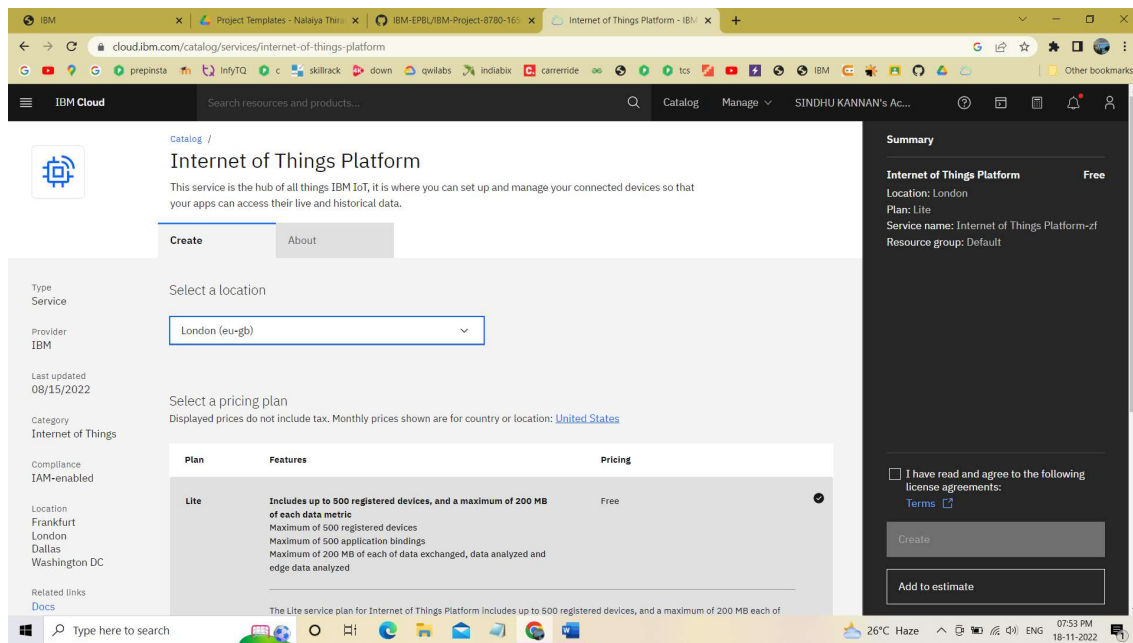 IBM
Project Templates - Nalaiya Thira
IBM-EPBL/IBM-Project-8780-165
Internet of Things Platform - IBM
cloud.ibm.com/catalog/services/internet-of-things-platform
prepinsta
InfyTQ
c
skillrack
down
qwilabs
indiabix
carrerride
tcs
IBM
Other bookmarks
IBM Cloud
Search resources and products...
Catalog
Manage
SINDHU KANNAN's Ac...
Catalog /
Internet of Things Platform
This service is the hub of all things IBM IoT, it is where you can set up and manage your connected devices so that
your apps can access their live and historical data.
Create
About
Type
Service
Provider
IBM
Last updated
08/15/2022
Category
Internet of Things
Compliance
IAM-enabled
Location
Frankfurt
London
Dallas
Washington DC
Related links
Docs
Select a location
London (eu-gb)
Select a pricing plan
Displayed prices do not include tax. Monthly prices shown are for country or location: United States
Plan Features Pricing
Lite
Includes up to 500 registered devices, and a maximum of 200 MB
of each data metric
Free
Maximum of 500 registered devices
Maximum of 500 application bindings
Maximum of 200 MB of each of data exchanged, data analyzed and
edge data analyzed
The Lite service plan for Internet of Things Platform includes up to 500 registered devices, and a maximum of 200 MB each of
Summary
Internet of Things Platform Free
Location: London
Plan: Lite
Service name: Internet of Things Platform-zf
Resource group: Default
I have read and agree to the following
license agreements:
Terms
Create
Add to estimate
Type here to search
26°C Haze
ENG
07:53 PM
18-11-2022